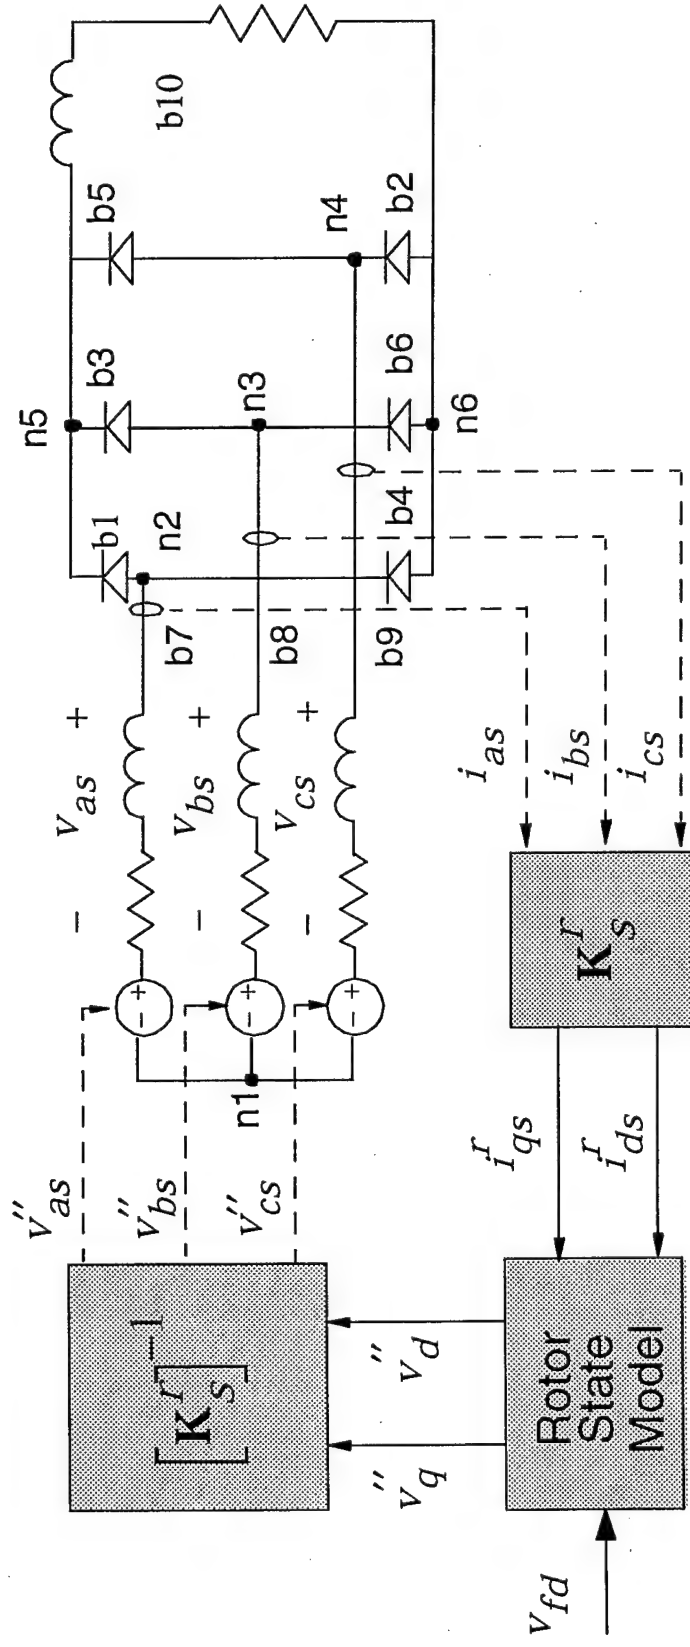 b10
b5
n4
b2
b3
n5
n3
b6
n6
b1
n2
b4
b7
b8
b9
v_as
+
−
v_bs
+
−
v_cs
+
−
+
-
+
-
+
-
n1
v''_as
v''_bs
v''_cs
[K^r_s]^−1
i_as
i_bs
i_cs
K^r_s
i^r_qs
i^r_ds
v''_q
v''_d
Rotor
State
Model
v_fd